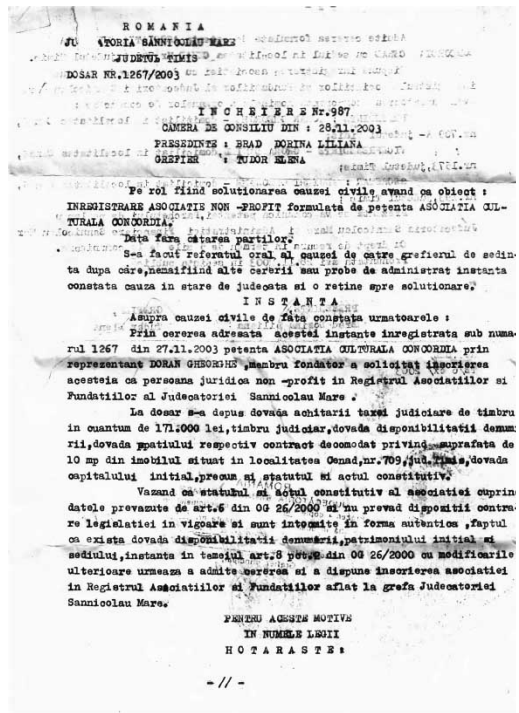 R O M A N I A
JU TORIA SANNICOLAU MARE
JUDETUL TIMIS
DOSAR NR.1267/2003
I N C H E I E R E Nr.987
CAMERA DE CONSILIU DIN : 28.11.2003
PRESEDINTE : BRAD DORINA LILIANA
GREFIER : TUDOR ELENA
Pe rol fiind solutionarea cauzei civile avand ca obiect :
INREGISTRARE ASOCIATIE NON -PROFIT formulata de petenta ASOCIATIA CUL-
TURALA CONCORDIA.
Data fara citarea partilor.
S-a facut referatul oral al cauzei de catre grefierul de sedin-
ta dupa care,nemaifiind alte cererii sau probe de administrat instanta
constata cauza in stare de judecata si o retine spre solutionare.
I N S T A N T A
Asupra cauzei civile de fata constata urmatoarele :
Prin cererea adresata acestei instante inregistrata sub numa-
rul 1267 din 27.11.2003 petenta ASOCIATIA CULTURALA CONCORDIA prin
reprezentant DORAN GHEORGHE ,membru fondator a solicitat inscrierea
acesteia ca persoana juridica non -profit in Registrul Asociatiilor si
Fundatiilor al Judecatoriei Sannicolau Mare .
La dosar s-a depus dovada achitarii taxei judiciare de timbru
in cuantum de 171.000 lei,timbru judiciar,dovada disponibilitatii denumi
rii,dovada spatiului respectiv contract decomodat privind suprafata de
10 mp din imobilul situat in localitatea Cenad,nr.709,jud.Timis,dovada
capitalului initial,precum si statutul si actul constitutiv.
Vazand ca statutul si actul constitutiv al asociatiei cuprind
datele prevazute de art.6 din OG 26/2000 si nu prevad dispozitii contra-
re legislatiei in vigoare si sunt intocmite in forma autentica ,faptul
ca exista dovada disponibilitatii denumirii,patrimoniului initial si
sediului,instanta in temeiul art.8 pct.2 din OG 26/2000 cu modificarile
ulterioare urmeaza a admite cererea si a dispune inscrierea asociatiei
in Registrul Asociatiilor si Fundatiilor aflat la grefa Judecatoriei
Sannicolau Mare.
PENTRU ACESTE MOTIVE
IN NUMELE LEGII
H O T A R A S T E :
-//-